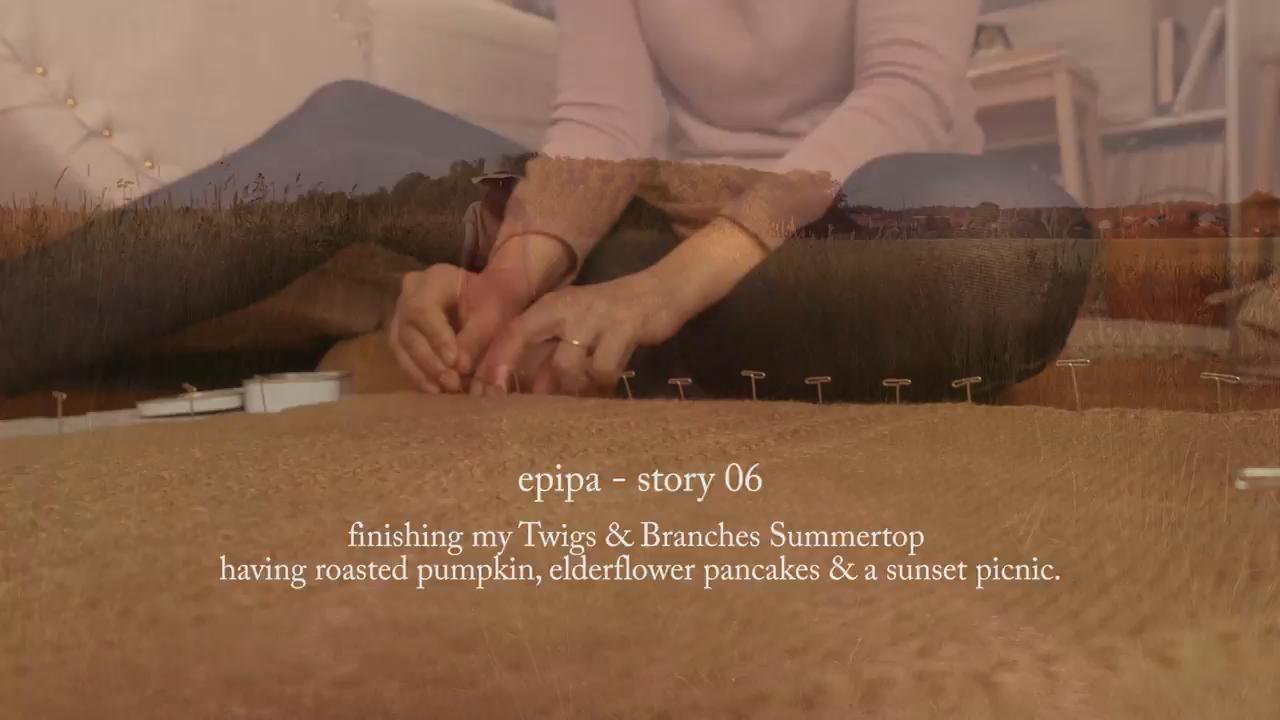 epipa - story 06
finishing my Twigs & Branches Summertop
having roasted pumpkin, elderflower pancakes & a sunset picnic.